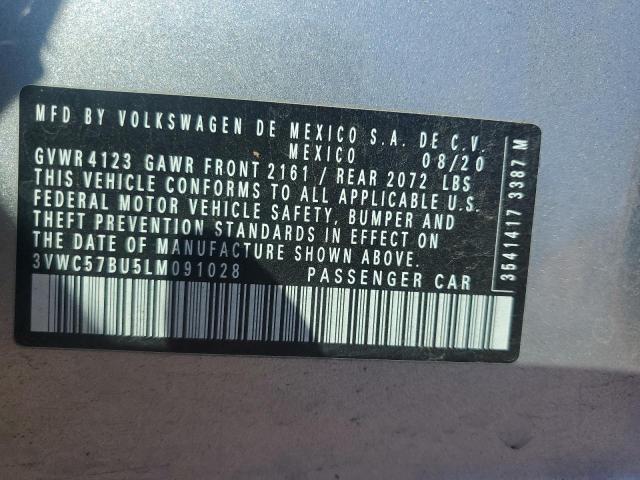 MFD BY VOLKSWAGEN DE MEXICO S.A. DE C.V.
MEXICO 08/20
GVWR 4123 GAWR FRONT 2161 / REAR 2072 LBS
THIS VEHICLE CONFORMS TO ALL APPLICABLE U.S.
FEDERAL MOTOR VEHICLE SAFETY, BUMPER AND
THEFT PREVENTION STANDARDS IN EFFECT ON
THE DATE OF MANUFACTURE SHOWN ABOVE.
3VWC57BU5LM091028 PASSENGER CAR
3541417 3387 M